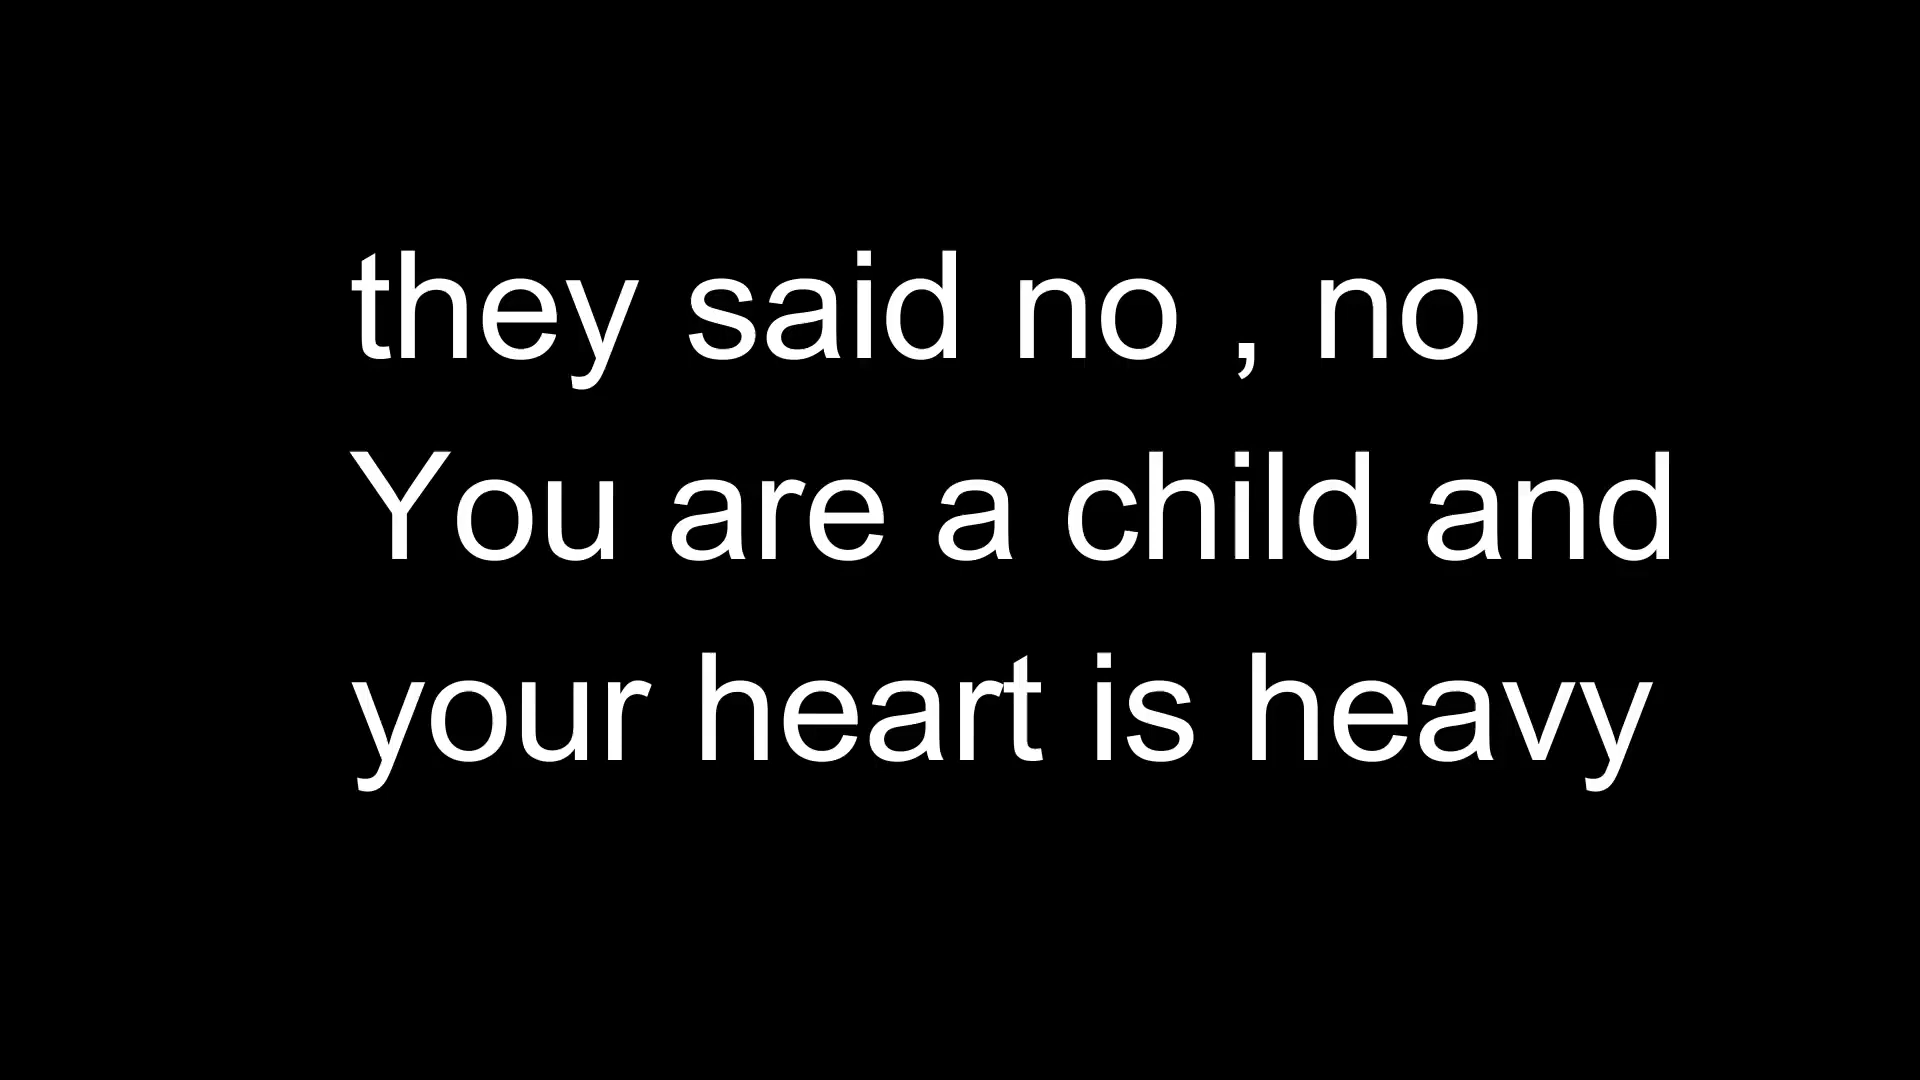 they said no , no
You are a child and
your heart is heavy